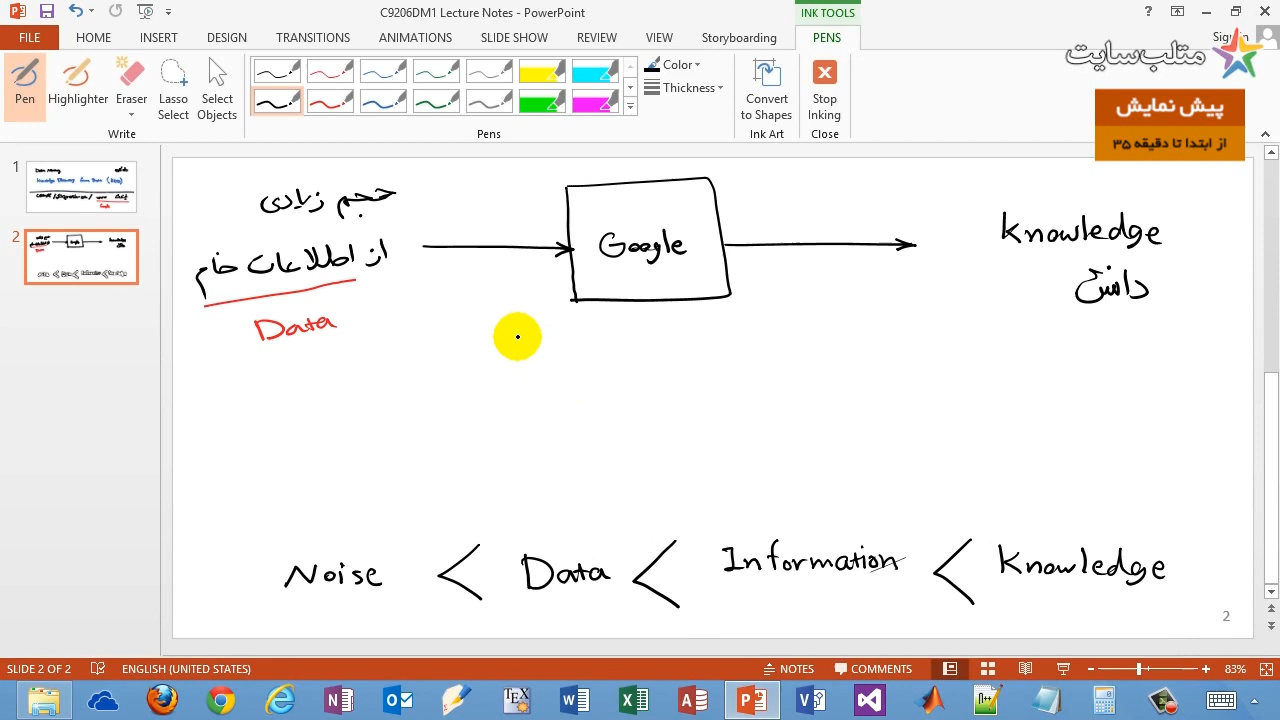 C9206DM1 Lecture Notes - PowerPoint
INK TOOLS
FILE
HOME
INSERT
DESIGN
TRANSITIONS
ANIMATIONS
SLIDE SHOW
REVIEW
VIEW
Storyboarding
PENS
متلب‌سایت
Pen
Highlighter
Eraser
Lasso Select
Select Objects
Color
Thickness
Convert to Shapes
Stop Inking
Write
Pens
Ink Art
Close
پیش نمایش
از ابتدا تا دقیقه ۳۵
1
2
حجم زیادی
از اطلاعات خام
Data
Google
Knowledge
دانش
Noise < Data < Information < Knowledge
2
SLIDE 2 OF 2
ENGLISH (UNITED STATES)
NOTES
COMMENTS
83%